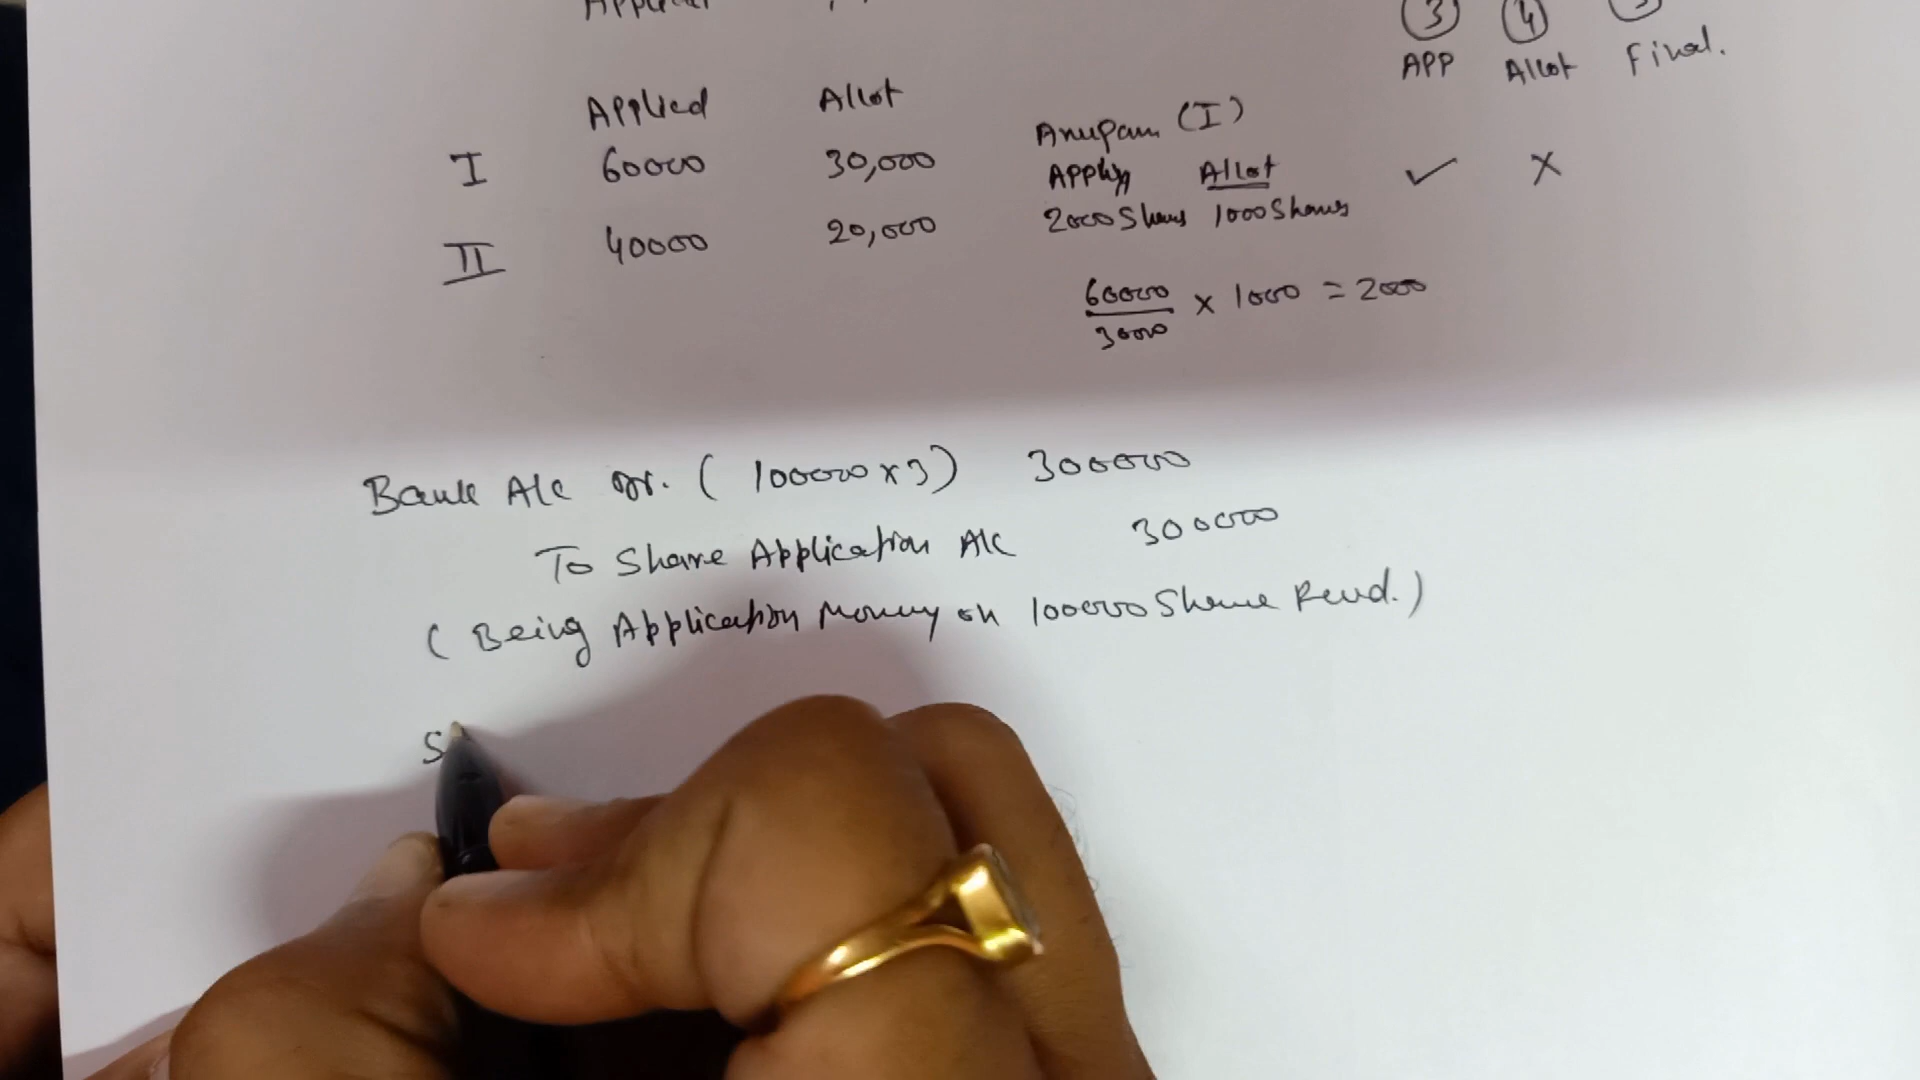 ③ ④
APP Allot Final.
Applied Allot
I 60000 30,000
II 40000 20,000
Anupam (I)
Allot
2000 Shares 1000 Shares ✓ X
60000/30000 x 1000 = 2000
Bank A/c Dr. ( 100000 x 3 ) 300000
To Share Application A/c 300000
( Being Application Money on 100000 Share Recd. )
S